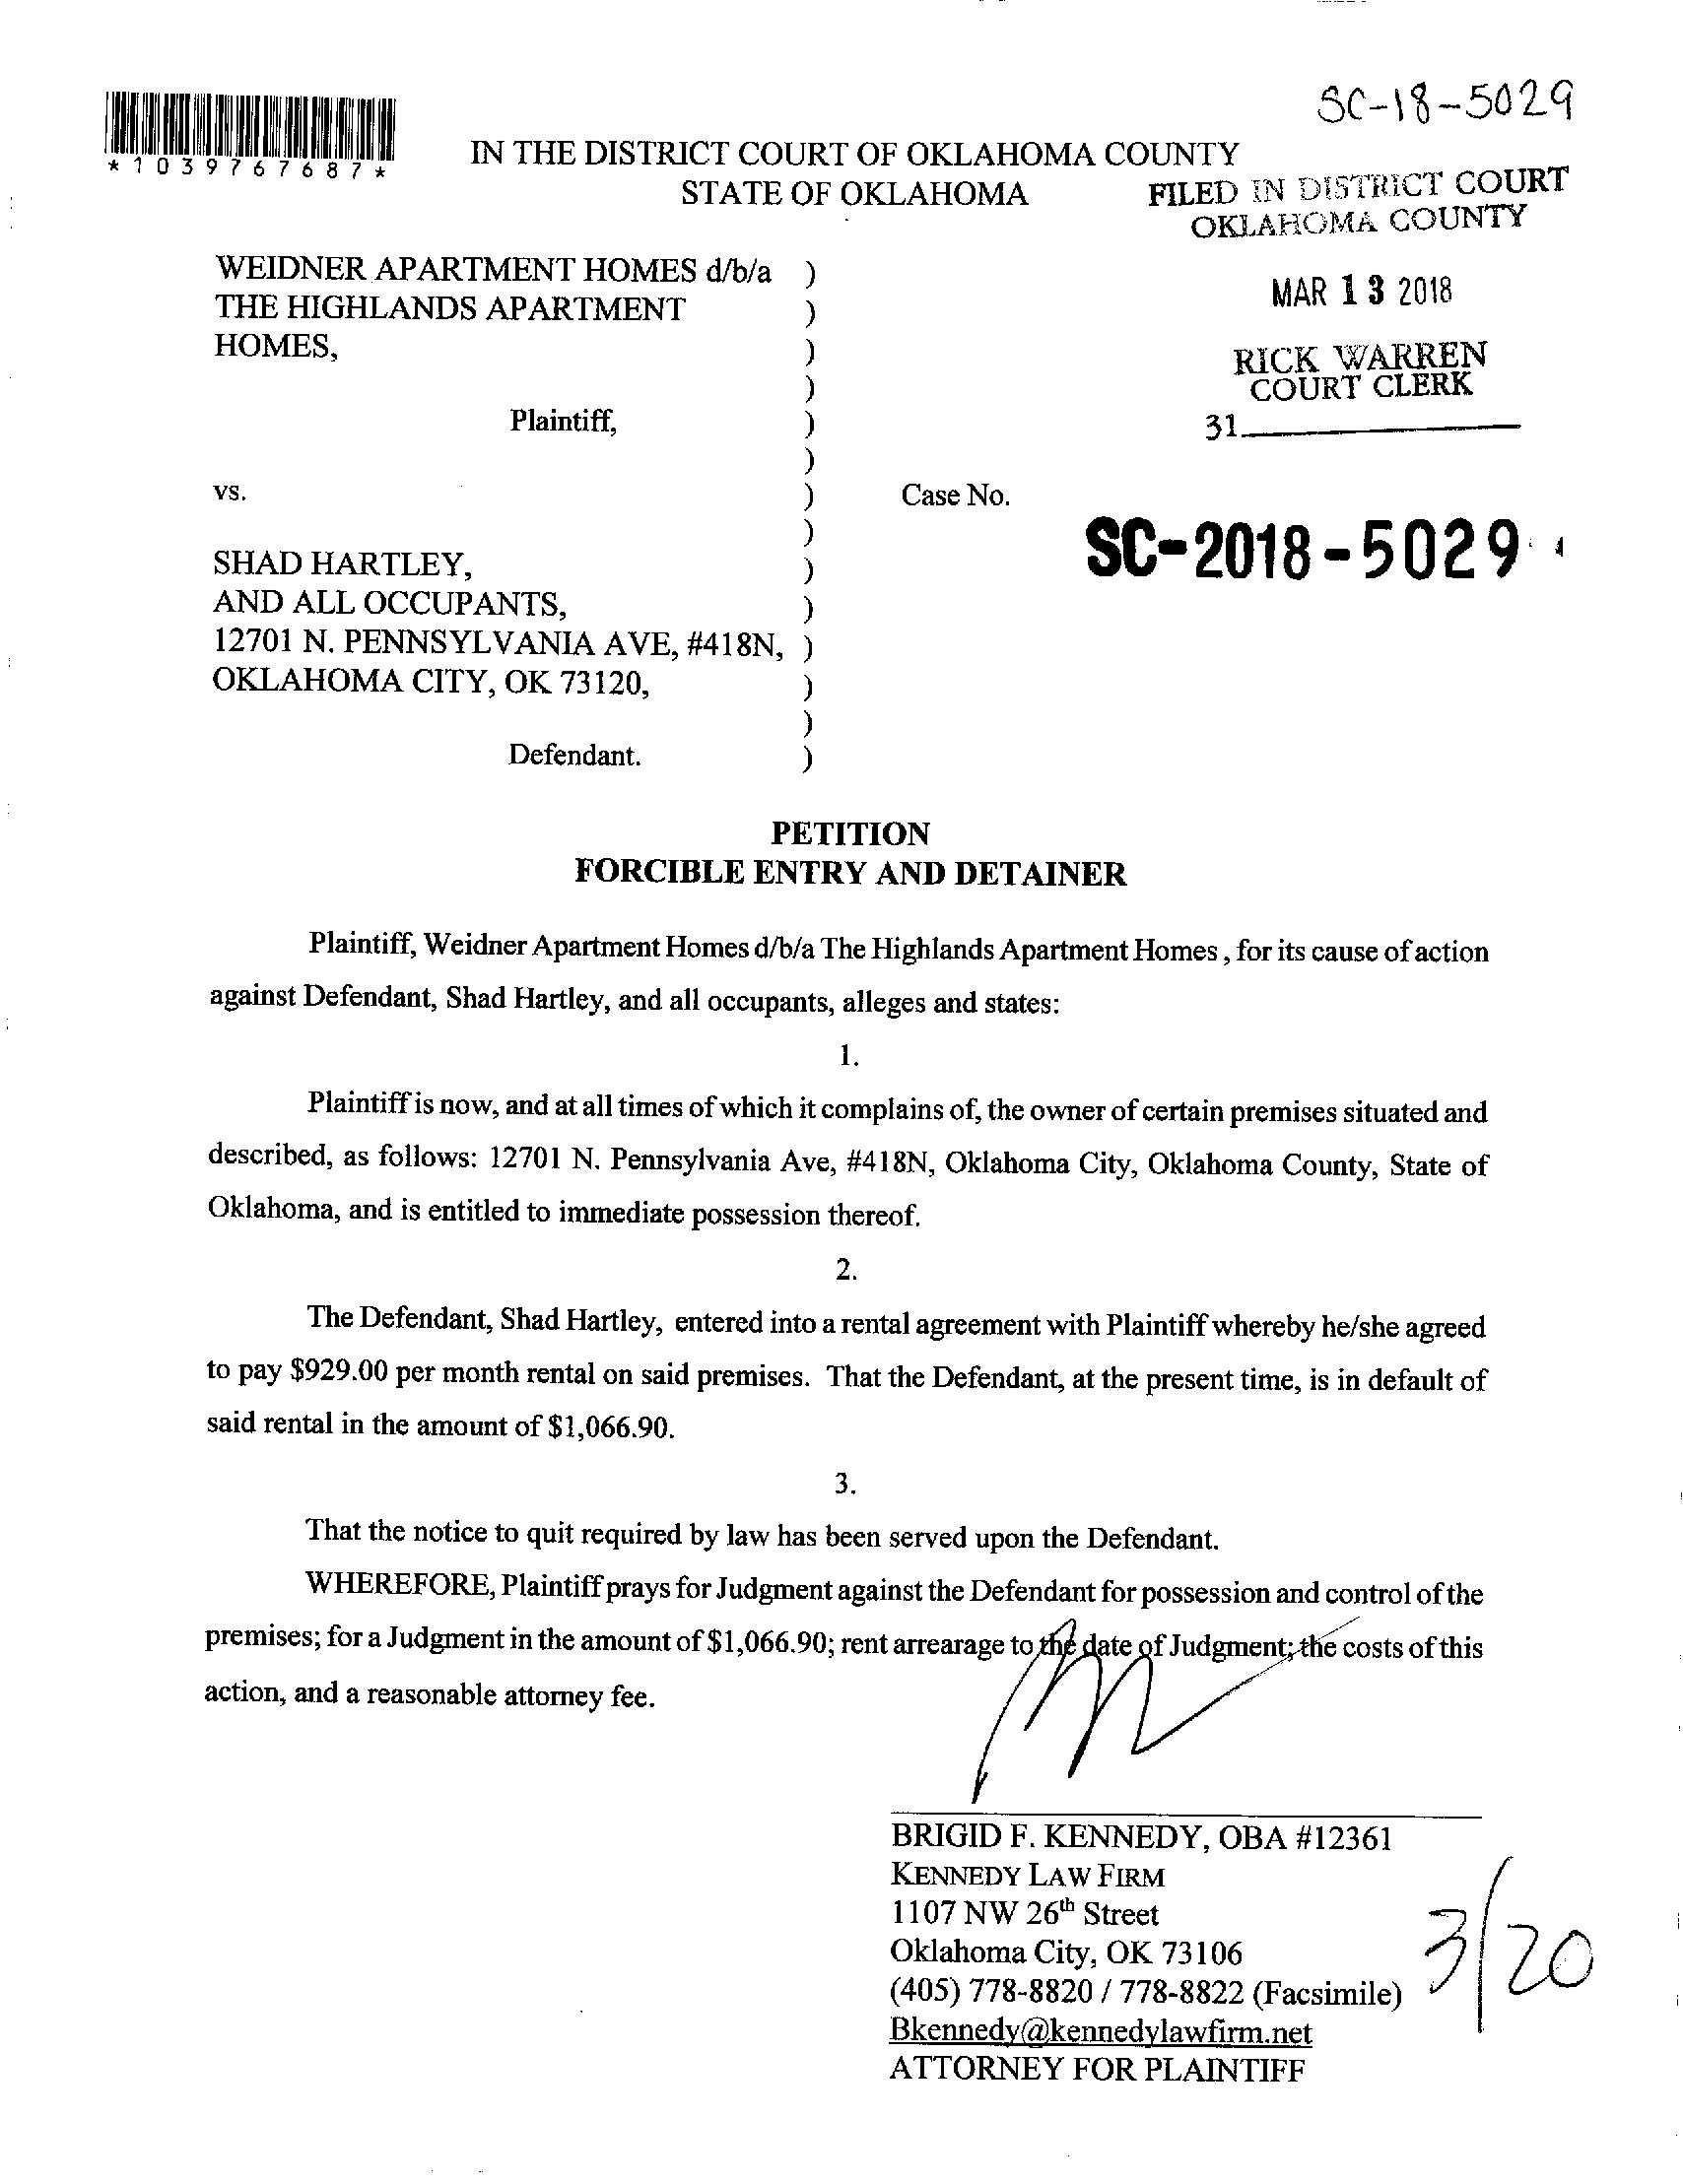 SC-18-5029
*1039767687*
IN THE DISTRICT COURT OF OKLAHOMA COUNTY
STATE OF OKLAHOMA
FILED IN DISTRICT COURT
OKLAHOMA COUNTY
MAR 13 2018
RICK WARREN
COURT CLERK
31
WEIDNER APARTMENT HOMES d/b/a )
THE HIGHLANDS APARTMENT )
HOMES, )
)
Plaintiff, )
)
vs. ) Case No.
)
SC-2018-5029
SHAD HARTLEY, )
AND ALL OCCUPANTS, )
12701 N. PENNSYLVANIA AVE, #418N, )
OKLAHOMA CITY, OK 73120, )
)
Defendant. )
PETITION
FORCIBLE ENTRY AND DETAINER
Plaintiff, Weidner Apartment Homes d/b/a The Highlands Apartment Homes , for its cause of action
against Defendant, Shad Hartley, and all occupants, alleges and states:
1.
Plaintiff is now, and at all times of which it complains of, the owner of certain premises situated and
described, as follows: 12701 N. Pennsylvania Ave, #418N, Oklahoma City, Oklahoma County, State of
Oklahoma, and is entitled to immediate possession thereof.
2.
The Defendant, Shad Hartley, entered into a rental agreement with Plaintiff whereby he/she agreed
to pay $929.00 per month rental on said premises. That the Defendant, at the present time, is in default of
said rental in the amount of $1,066.90.
3.
That the notice to quit required by law has been served upon the Defendant.
WHEREFORE, Plaintiff prays for Judgment against the Defendant for possession and control of the
premises; for a Judgment in the amount of $1,066.90; rent arrearage to the date of Judgment; the costs of this
action, and a reasonable attorney fee.
BRIGID F. KENNEDY, OBA #12361
KENNEDY LAW FIRM
1107 NW 26th Street
Oklahoma City, OK 73106
(405) 778-8820 / 778-8822 (Facsimile)
Bkennedy@kennedylawfirm.net
ATTORNEY FOR PLAINTIFF
3/20